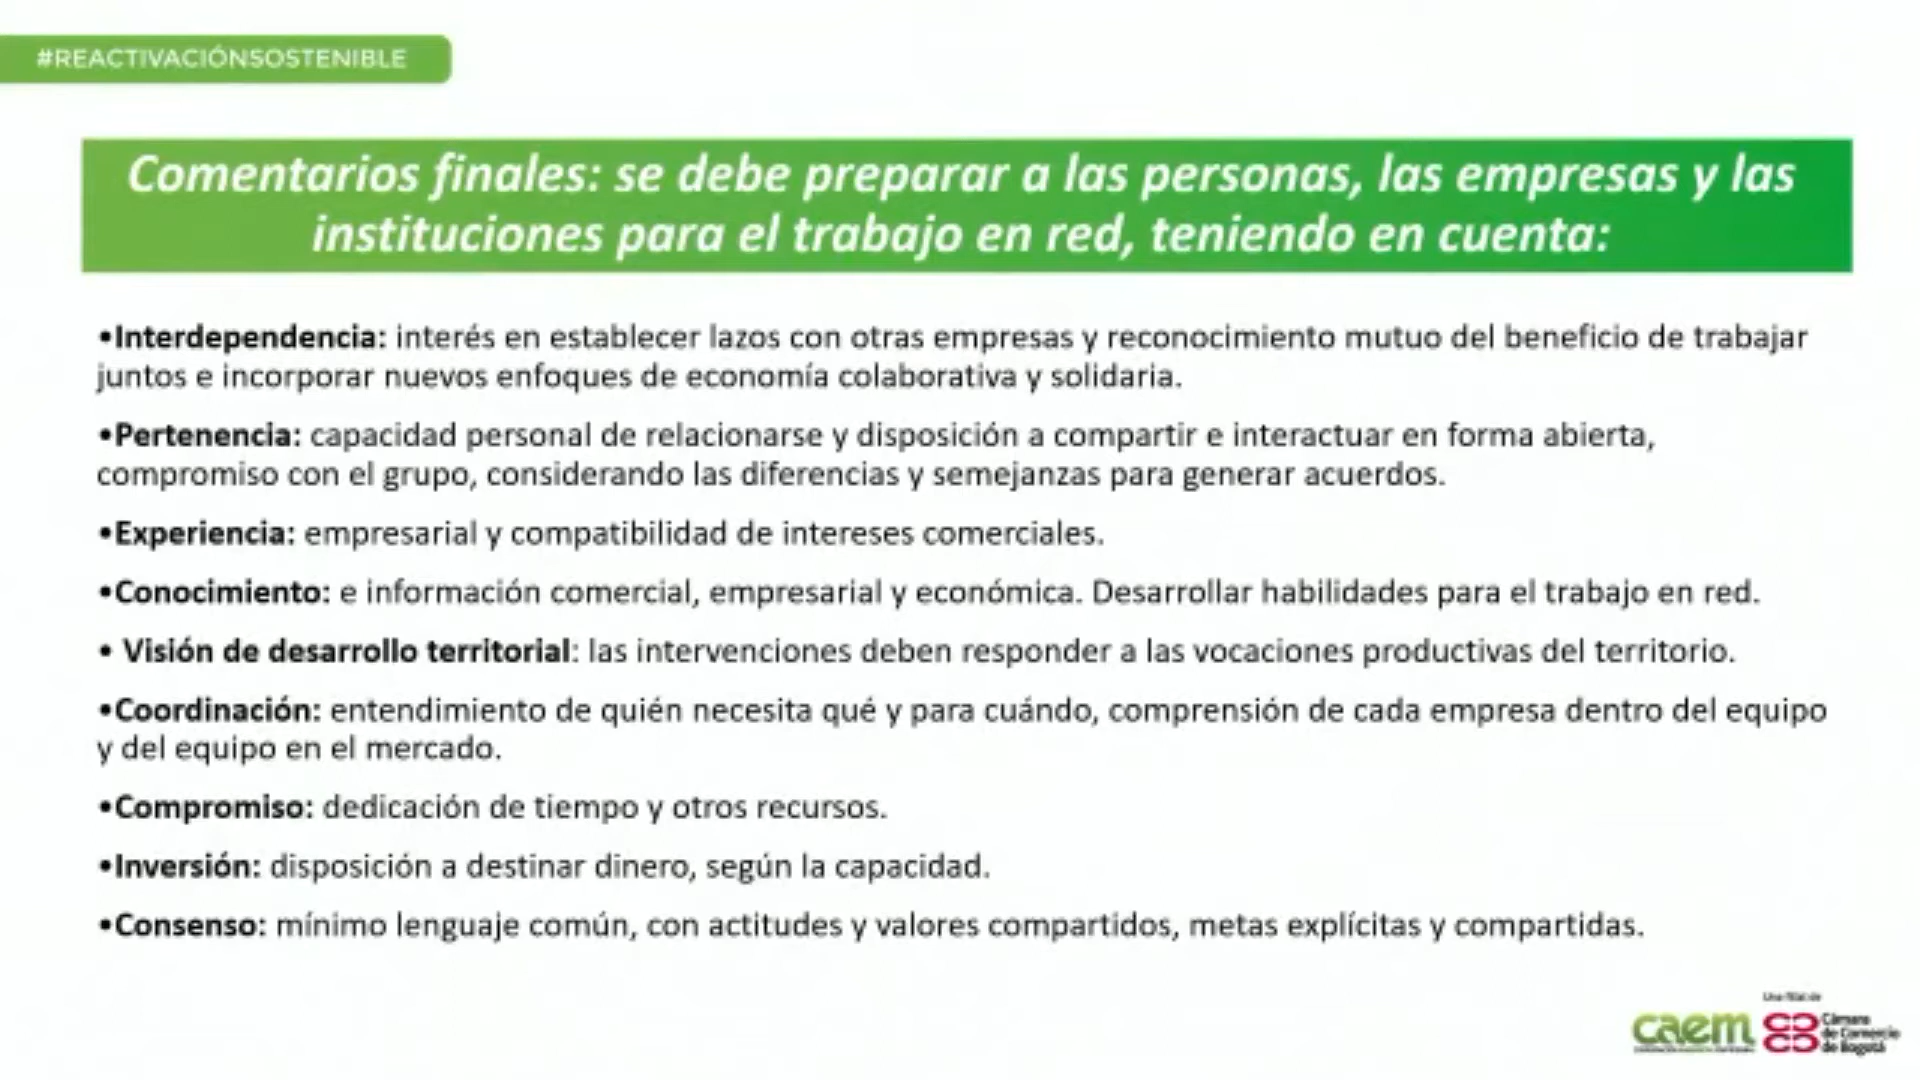 #REACTIVACIÓNSOSTENIBLE
Comentarios finales: se debe preparar a las personas, las empresas y las
instituciones para el trabajo en red, teniendo en cuenta:
•Interdependencia: interés en establecer lazos con otras empresas y reconocimiento mutuo del beneficio de trabajar
juntos e incorporar nuevos enfoques de economía colaborativa y solidaria.
•Pertenencia: capacidad personal de relacionarse y disposición a compartir e interactuar en forma abierta,
compromiso con el grupo, considerando las diferencias y semejanzas para generar acuerdos.
•Experiencia: empresarial y compatibilidad de intereses comerciales.
•Conocimiento: e información comercial, empresarial y económica. Desarrollar habilidades para el trabajo en red.
• Visión de desarrollo territorial: las intervenciones deben responder a las vocaciones productivas del territorio.
•Coordinación: entendimiento de quién necesita qué y para cuándo, comprensión de cada empresa dentro del equipo
y del equipo en el mercado.
•Compromiso: dedicación de tiempo y otros recursos.
•Inversión: disposición a destinar dinero, según la capacidad.
•Consenso: mínimo lenguaje común, con actitudes y valores compartidos, metas explícitas y compartidas.
Una filial de
caem
Cámara
de Comercio
de Bogotá